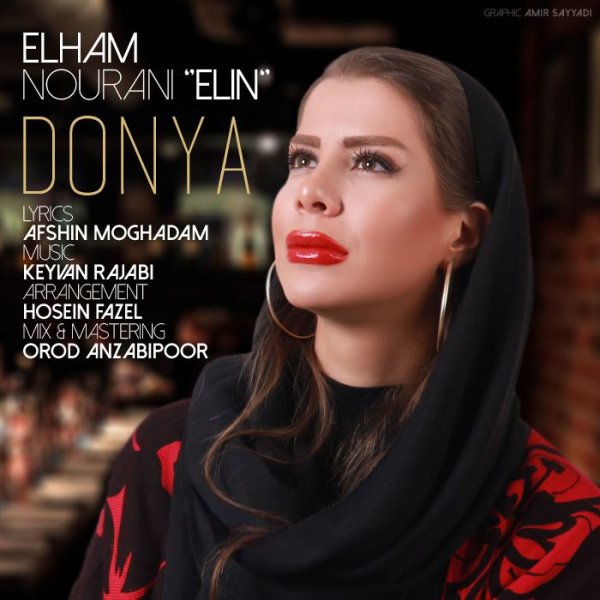 GRAPHIC AMIR SAYYADI
ELHAM
NOURANI "ELIN"
DONYA
LYRICS
AFSHIN MOGHADAM
MUSIC
KEYVAN RAJABI
ARRANGEMENT
HOSEIN FAZEL
MIX & MASTERING
OROD ANZABIPOOR